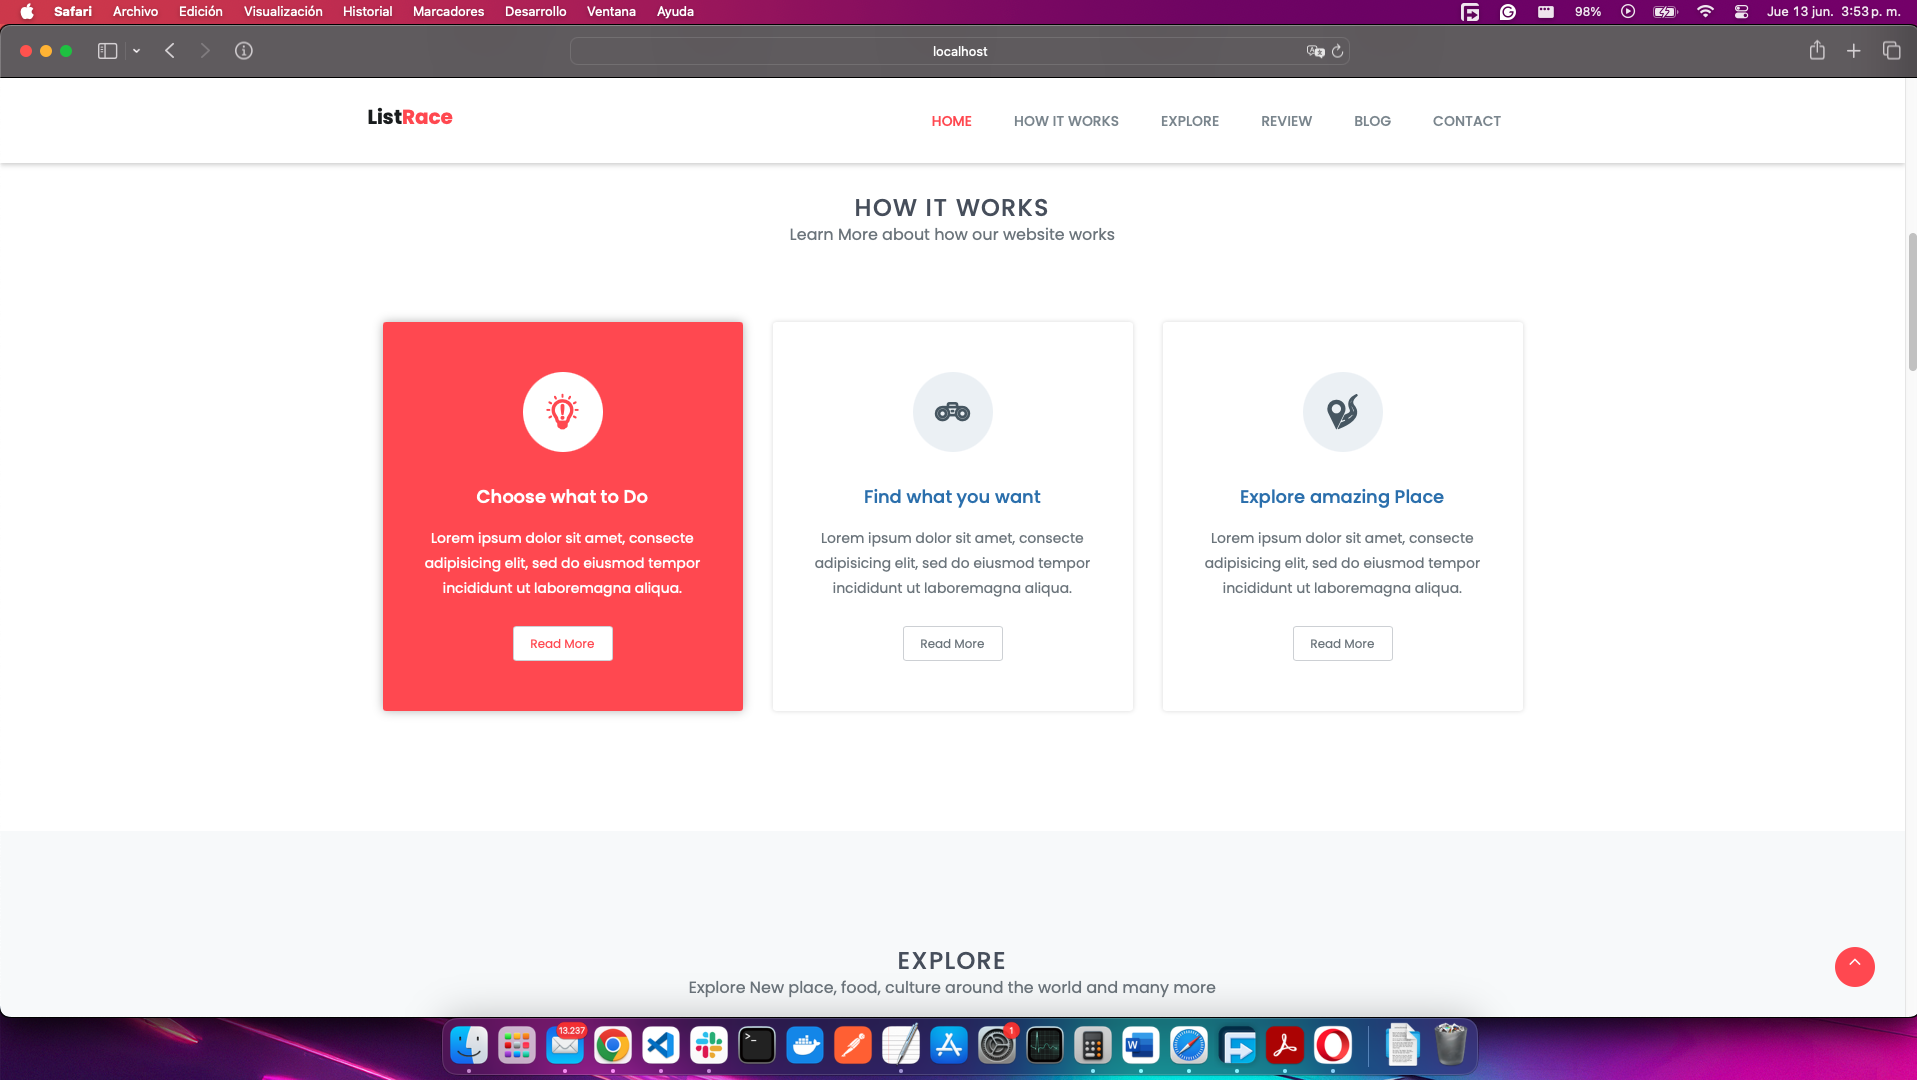 Safari Archivo Edición Visualización Historial Marcadores Desarrollo Ventana Ayuda 98% Jue 13 jun. 3:53 p. m.
localhost
ListRace HOME HOW IT WORKS EXPLORE REVIEW BLOG CONTACT
HOW IT WORKS
Learn More about how our website works
Choose what to Do
Lorem ipsum dolor sit amet, consecte
adipisicing elit, sed do eiusmod tempor
incididunt ut laboremagna aliqua.
Read More
Find what you want
Lorem ipsum dolor sit amet, consecte
adipisicing elit, sed do eiusmod tempor
incididunt ut laboremagna aliqua.
Read More
Explore amazing Place
Lorem ipsum dolor sit amet, consecte
adipisicing elit, sed do eiusmod tempor
incididunt ut laboremagna aliqua.
Read More
EXPLORE
Explore New place, food, culture around the world and many more
13.237
1